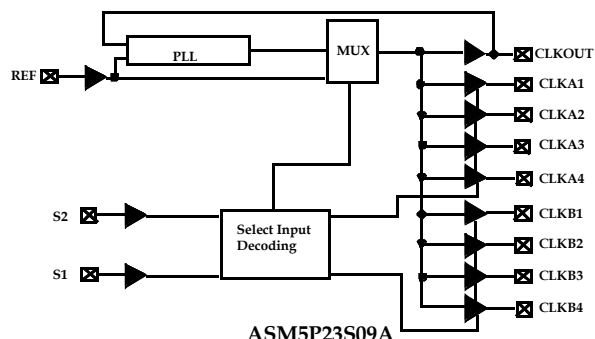 MUX
PLL
CLKOUT
REF
CLKA1
CLKA2
CLKA3
CLKA4
S2
CLKB1
Select Input
Decoding
CLKB2
S1
CLKB3
CLKB4
ASM5P23S09A